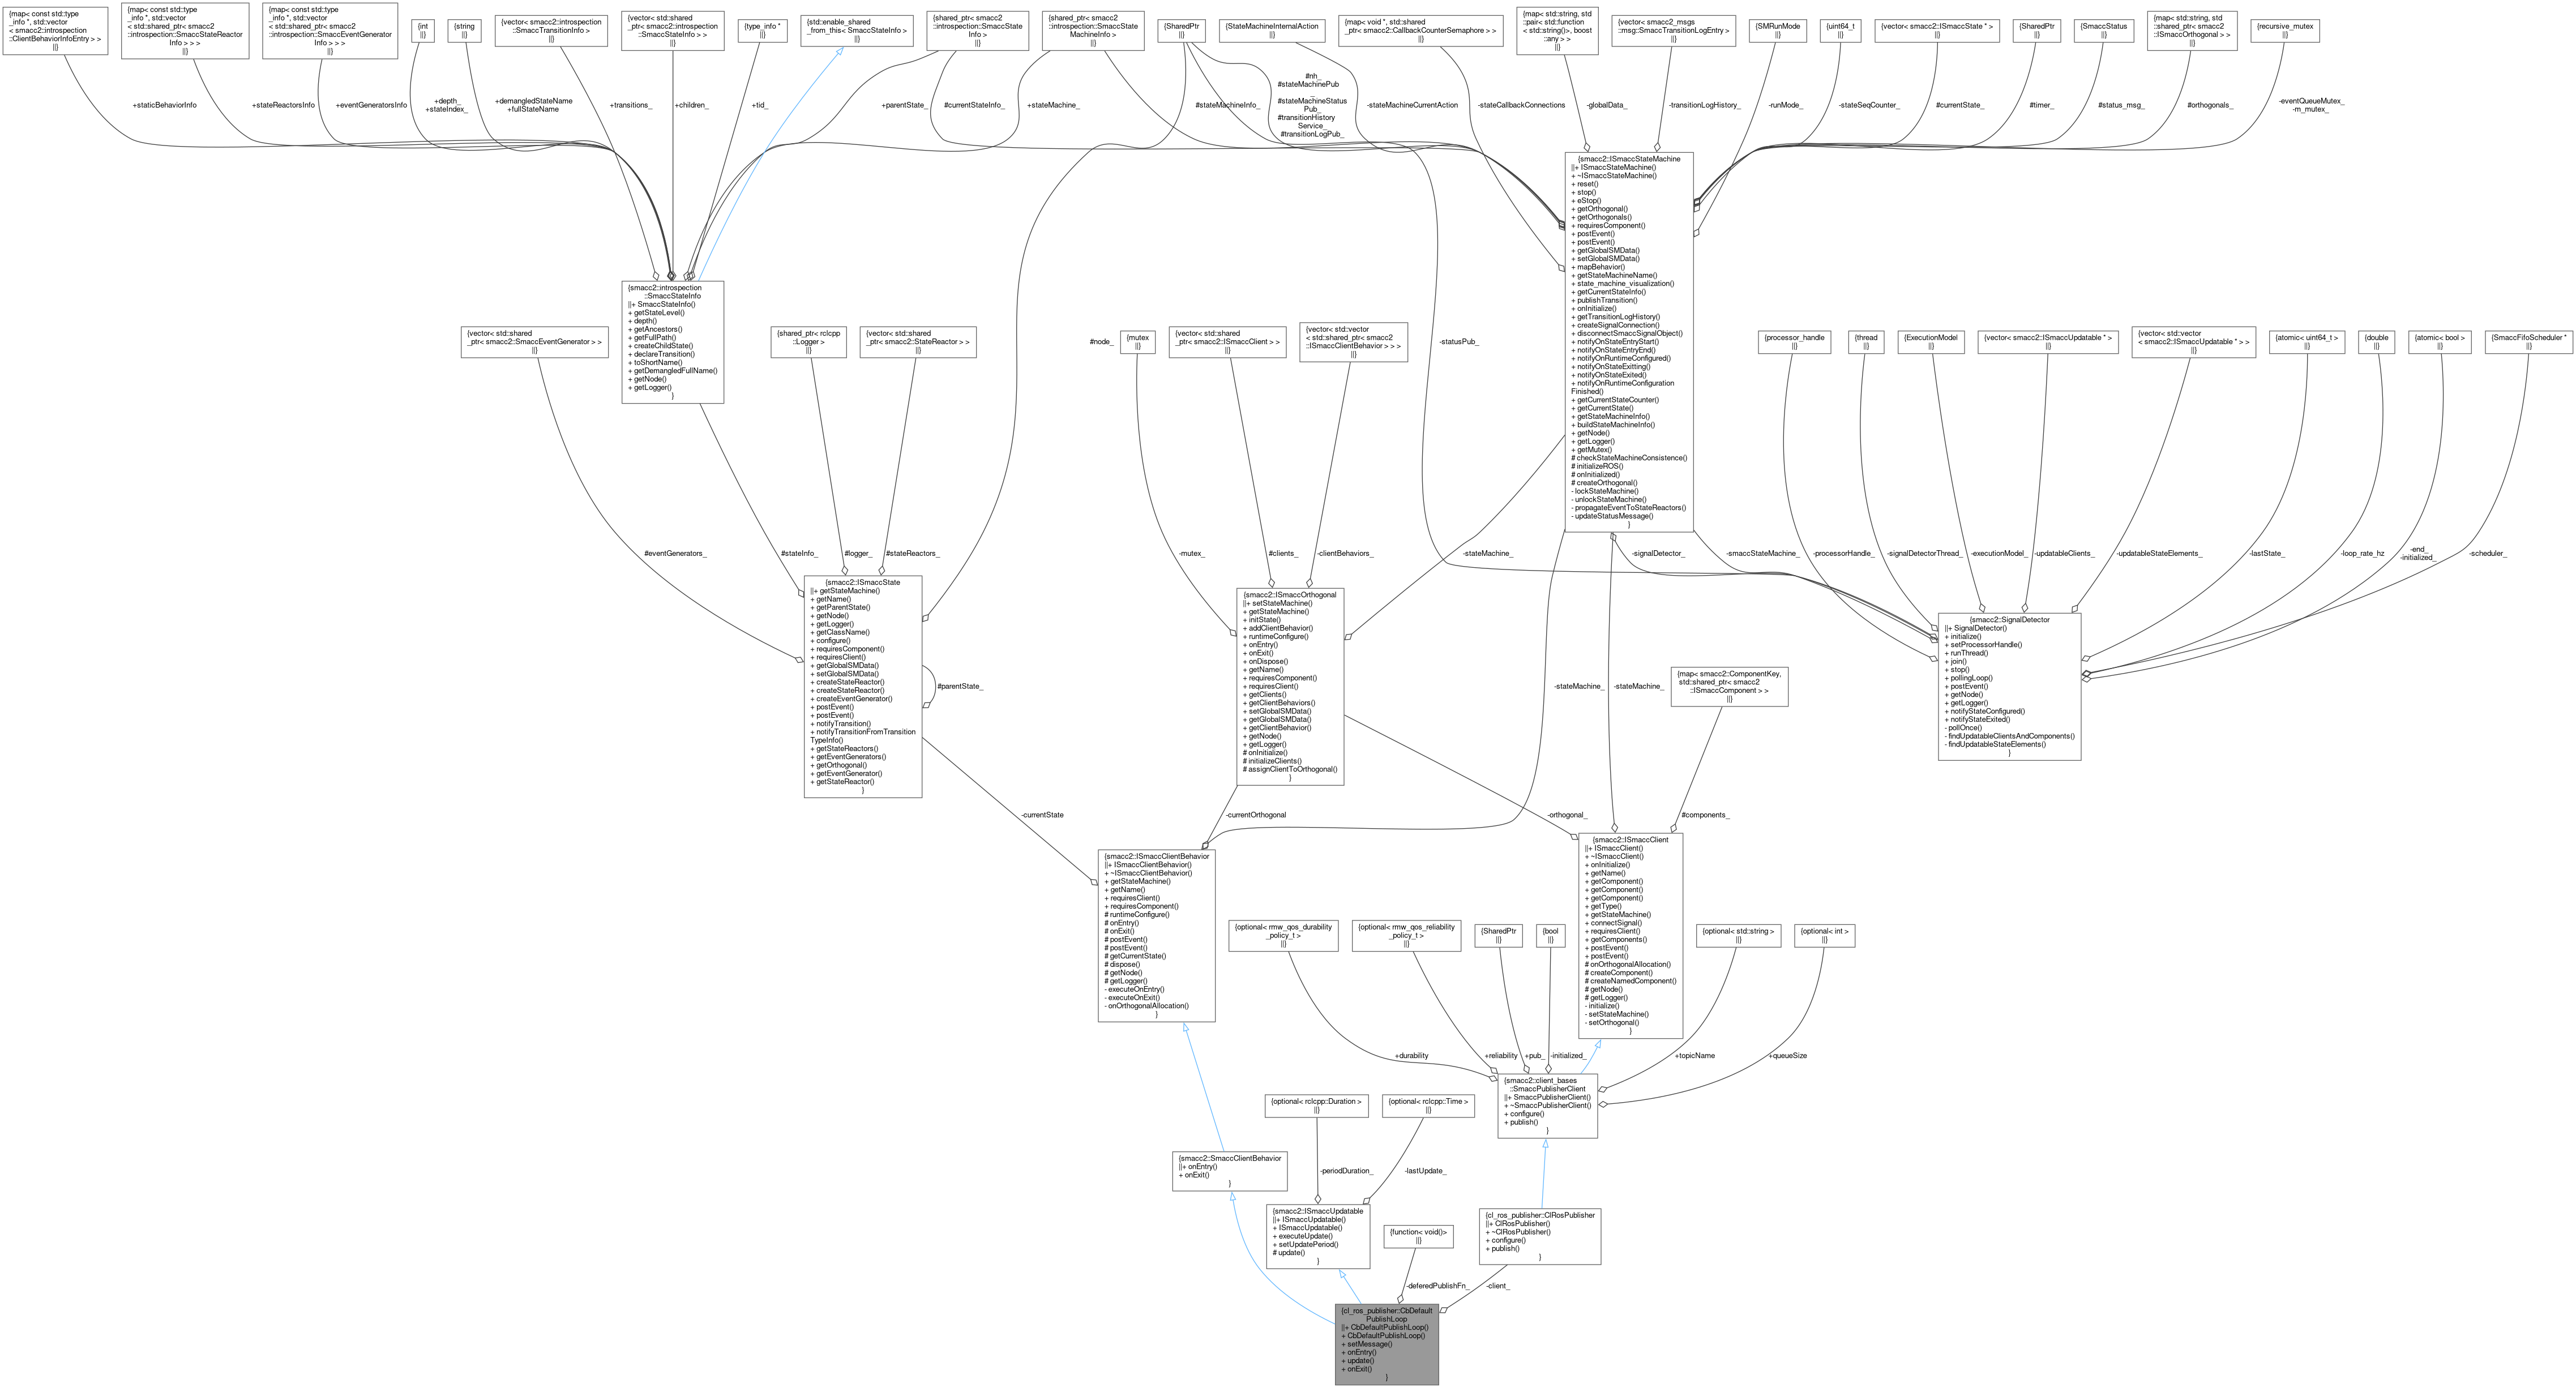 {map< const std::type
_info *, std::vector
< smacc2::introspection
::ClientBehaviorInfoEntry > >
||}
{map< const std::type
_info *, std::vector
< std::shared_ptr< smacc2
::introspection::SmaccStateReactor
Info > > >
||}
{map< const std::type
_info *, std::vector
< std::shared_ptr< smacc2
::introspection::SmaccEventGenerator
Info > > >
||}
{int
||}
{string
||}
{vector< smacc2::introspection
::SmaccTransitionInfo >
||}
{vector< std::shared
_ptr< smacc2::introspection
::SmaccStateInfo > >
||}
{type_info *
||}
{std::enable_shared
_from_this< SmaccStateInfo >
||}
{shared_ptr< smacc2
::introspection::SmaccState
Info >
||}
{shared_ptr< smacc2
::introspection::SmaccState
MachineInfo >
||}
{SharedPtr
||}
{StateMachineInternalAction
||}
{map< void *, std::shared
_ptr< smacc2::CallbackCounterSemaphore > >
||}
{map< std::string, std
::pair< std::function
< std::string()>, boost
::any > >
||}
{vector< smacc2_msgs
::msg::SmaccTransitionLogEntry >
||}
{SMRunMode
||}
{uint64_t
||}
{vector< smacc2::ISmaccState * >
||}
{SharedPtr
||}
{SmaccStatus
||}
{map< std::string, std
::shared_ptr< smacc2
::ISmaccOrthogonal > >
||}
{recursive_mutex
||}
+staticBehaviorInfo
+stateReactorsInfo
+eventGeneratorsInfo
+depth_
+stateIndex_
+demangledStateName
+fullStateName
+transitions_
+children_
+tid_
+parentState_
#currentStateInfo_
+stateMachine_
#stateMachineInfo_
#nh_
#stateMachinePub
_
#stateMachineStatus
Pub_
#transitionHistory
Service_
#transitionLogPub_
-stateMachineCurrentAction
-stateCallbackConnections
-globalData_
-transitionLogHistory_
-runMode_
-stateSeqCounter_
#currentState_
#timer_
#status_msg_
#orthogonals_
-eventQueueMutex_
-m_mutex_
{smacc2::ISmaccStateMachine
||+ ISmaccStateMachine()
+ ~ISmaccStateMachine()
+ reset()
+ stop()
+ eStop()
+ getOrthogonal()
+ getOrthogonals()
+ requiresComponent()
+ postEvent()
+ postEvent()
+ getGlobalSMData()
+ setGlobalSMData()
+ mapBehavior()
+ getStateMachineName()
+ state_machine_visualization()
+ getCurrentStateInfo()
+ publishTransition()
+ onInitialize()
+ getTransitionLogHistory()
+ createSignalConnection()
+ disconnectSmaccSignalObject()
+ notifyOnStateEntryStart()
+ notifyOnStateEntryEnd()
+ notifyOnRuntimeConfigured()
+ notifyOnStateExitting()
+ notifyOnStateExited()
+ notifyOnRuntimeConfiguration
Finished()
+ getCurrentStateCounter()
+ getCurrentState()
+ getStateMachineInfo()
+ buildStateMachineInfo()
+ getNode()
+ getLogger()
+ getMutex()
# checkStateMachineConsistence()
# initializeROS()
# onInitialized()
# createOrthogonal()
- lockStateMachine()
- unlockStateMachine()
- propagateEventToStateReactors()
- updateStatusMessage()
}
{smacc2::introspection
::SmaccStateInfo
||+ SmaccStateInfo()
+ getStateLevel()
+ depth()
+ getAncestors()
+ getFullPath()
+ createChildState()
+ declareTransition()
+ toShortName()
+ getDemangledFullName()
+ getNode()
+ getLogger()
}
{vector< std::shared
_ptr< smacc2::SmaccEventGenerator > >
||}
{shared_ptr< rclcpp
::Logger >
||}
{vector< std::shared
_ptr< smacc2::StateReactor > >
||}
#node_
{mutex
||}
{vector< std::shared
_ptr< smacc2::ISmaccClient > >
||}
{vector< std::vector
< std::shared_ptr< smacc2
::ISmaccClientBehavior > > >
||}
-statusPub_
{processor_handle
||}
{thread
||}
{ExecutionModel
||}
{vector< smacc2::ISmaccUpdatable * >
||}
{vector< std::vector
< smacc2::ISmaccUpdatable * > >
||}
{atomic< uint64_t >
||}
{double
||}
{atomic< bool >
||}
{SmaccFifoScheduler *
||}
#eventGenerators_
#stateInfo_
#logger_
#stateReactors_
-mutex_
#clients_
-clientBehaviors_
-stateMachine_
-signalDetector_
-smaccStateMachine_
-processorHandle_
-signalDetectorThread_
-executionModel_
-updatableClients_
-updatableStateElements_
-lastState_
-loop_rate_hz
-end_
-initialized_
-scheduler_
{smacc2::ISmaccState
||+ getStateMachine()
+ getName()
+ getParentState()
+ getNode()
+ getLogger()
+ getClassName()
+ configure()
+ requiresComponent()
+ requiresClient()
+ getGlobalSMData()
+ setGlobalSMData()
+ createStateReactor()
+ createStateReactor()
+ createEventGenerator()
+ postEvent()
+ postEvent()
+ notifyTransition()
+ notifyTransitionFromTransition
TypeInfo()
+ getStateReactors()
+ getEventGenerators()
+ getOrthogonal()
+ getEventGenerator()
+ getStateReactor()
}
#parentState_
{smacc2::ISmaccOrthogonal
||+ setStateMachine()
+ getStateMachine()
+ initState()
+ addClientBehavior()
+ runtimeConfigure()
+ onEntry()
+ onExit()
+ onDispose()
+ getName()
+ requiresComponent()
+ requiresClient()
+ getClients()
+ getClientBehaviors()
+ setGlobalSMData()
+ getGlobalSMData()
+ getClientBehavior()
+ getNode()
+ getLogger()
# onInitialize()
# initializeClients()
# assignClientToOrthogonal()
}
{smacc2::SignalDetector
||+ SignalDetector()
+ initialize()
+ setProcessorHandle()
+ runThread()
+ join()
+ stop()
+ pollingLoop()
+ postEvent()
+ getNode()
+ getLogger()
+ notifyStateConfigured()
+ notifyStateExited()
- pollOnce()
- findUpdatableClientsAndComponents()
- findUpdatableStateElements()
}
-stateMachine_
-stateMachine_
{map< smacc2::ComponentKey,
std::shared_ptr< smacc2
::ISmaccComponent > >
||}
-currentState
-currentOrthogonal
-orthogonal_
#components_
{smacc2::ISmaccClientBehavior
||+ ISmaccClientBehavior()
+ ~ISmaccClientBehavior()
+ getStateMachine()
+ getName()
+ requiresClient()
+ requiresComponent()
# runtimeConfigure()
# onEntry()
# onExit()
# postEvent()
# postEvent()
# getCurrentState()
# dispose()
# getNode()
# getLogger()
- executeOnEntry()
- executeOnExit()
- onOrthogonalAllocation()
}
{smacc2::ISmaccClient
||+ ISmaccClient()
+ ~ISmaccClient()
+ onInitialize()
+ getName()
+ getComponent()
+ getComponent()
+ getComponent()
+ getType()
+ getStateMachine()
+ connectSignal()
+ requiresClient()
+ getComponents()
+ postEvent()
+ postEvent()
# onOrthogonalAllocation()
# createComponent()
# createNamedComponent()
# getNode()
# getLogger()
- initialize()
- setStateMachine()
- setOrthogonal()
}
{optional< rmw_qos_durability
_policy_t >
||}
{optional< rmw_qos_reliability
_policy_t >
||}
{SharedPtr
||}
{bool
||}
{optional< std::string >
||}
{optional< int >
||}
+durability
+reliability
+pub_
-initialized_
+topicName
+queueSize
{smacc2::client_bases
::SmaccPublisherClient
||+ SmaccPublisherClient()
+ ~SmaccPublisherClient()
+ configure()
+ publish()
}
{optional< rclcpp::Duration >
||}
{optional< rclcpp::Time >
||}
{smacc2::SmaccClientBehavior
||+ onEntry()
+ onExit()
}
-periodDuration_
-lastUpdate_
{smacc2::ISmaccUpdatable
||+ ISmaccUpdatable()
+ ISmaccUpdatable()
+ executeUpdate()
+ setUpdatePeriod()
# update()
}
{function< void()>
||}
{cl_ros_publisher::ClRosPublisher
||+ ClRosPublisher()
+ ~ClRosPublisher()
+ configure()
+ publish()
}
-deferedPublishFn_
-client_
{cl_ros_publisher::CbDefault
PublishLoop
||+ CbDefaultPublishLoop()
+ CbDefaultPublishLoop()
+ setMessage()
+ onEntry()
+ update()
+ onExit()
}